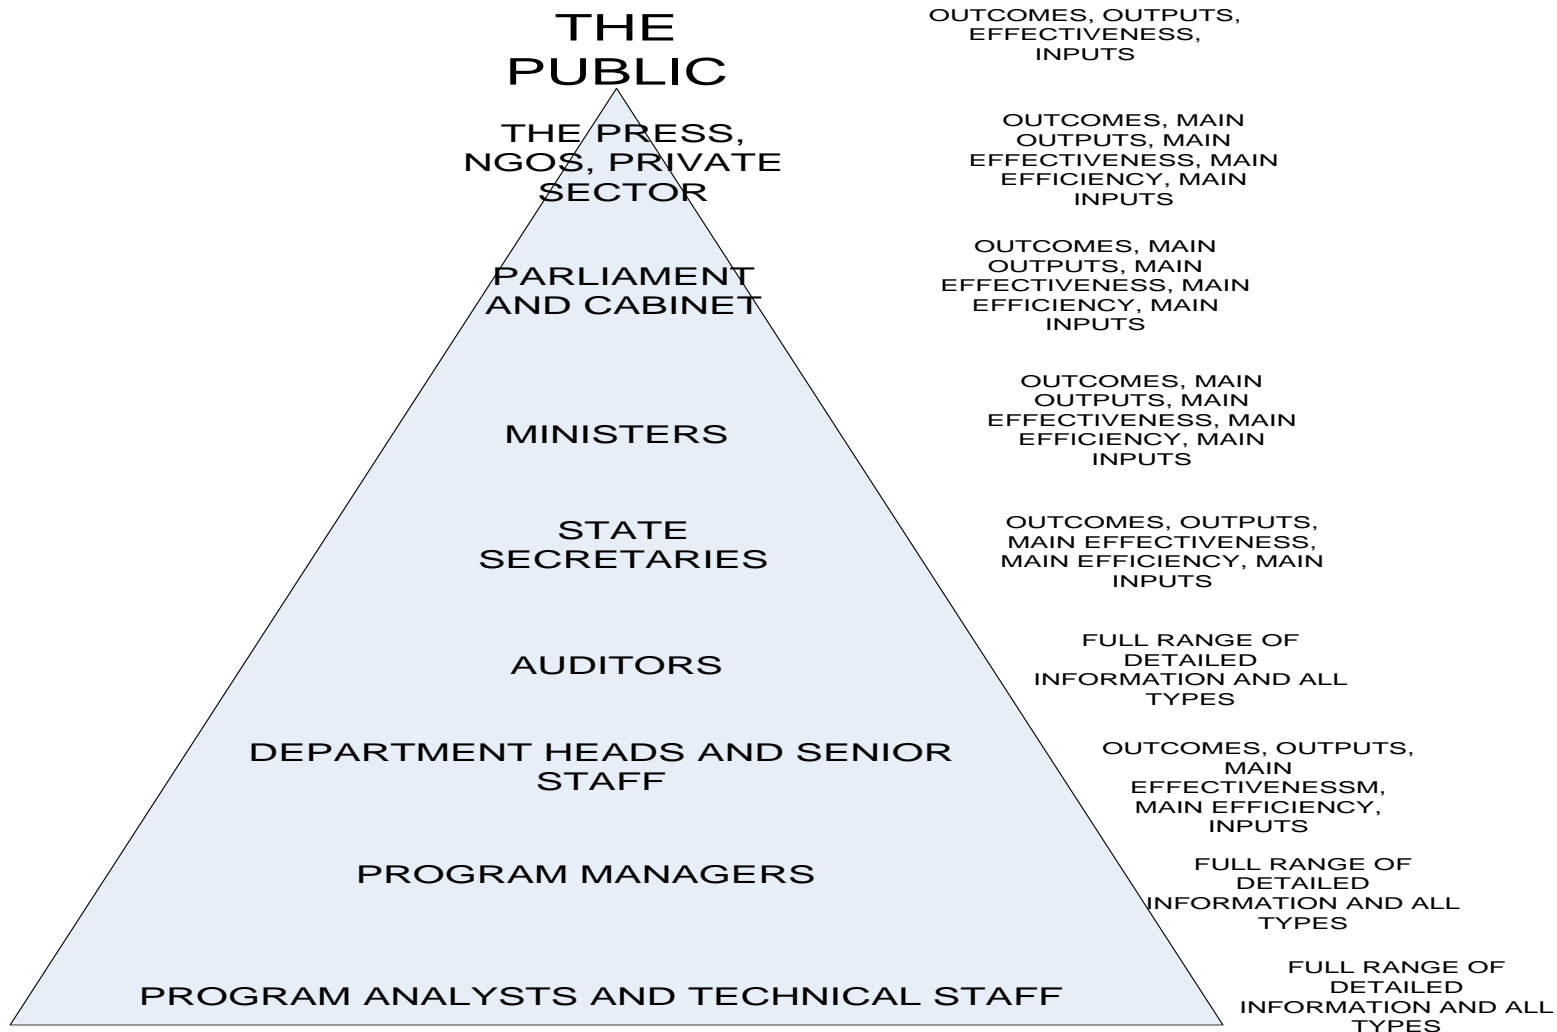 THE
PUBLIC
OUTCOMES, OUTPUTS,
EFFECTIVENESS,
INPUTS
THE PRESS,
NGOS, PRIVATE
SECTOR
OUTCOMES, MAIN
OUTPUTS, MAIN
EFFECTIVENESS, MAIN
EFFICIENCY, MAIN
INPUTS
PARLIAMENT
AND CABINET
OUTCOMES, MAIN
OUTPUTS, MAIN
EFFECTIVENESS, MAIN
EFFICIENCY, MAIN
INPUTS
MINISTERS
OUTCOMES, MAIN
OUTPUTS, MAIN
EFFECTIVENESS, MAIN
EFFICIENCY, MAIN
INPUTS
STATE
SECRETARIES
OUTCOMES, OUTPUTS,
MAIN EFFECTIVENESS,
MAIN EFFICIENCY, MAIN
INPUTS
AUDITORS
FULL RANGE OF
DETAILED
INFORMATION AND ALL
TYPES
DEPARTMENT HEADS AND SENIOR
STAFF
OUTCOMES, OUTPUTS,
MAIN
EFFECTIVENESSM,
MAIN EFFICIENCY,
INPUTS
PROGRAM MANAGERS
FULL RANGE OF
DETAILED
INFORMATION AND ALL
TYPES
PROGRAM ANALYSTS AND TECHNICAL STAFF
FULL RANGE OF
DETAILED
INFORMATION AND ALL
TYPES